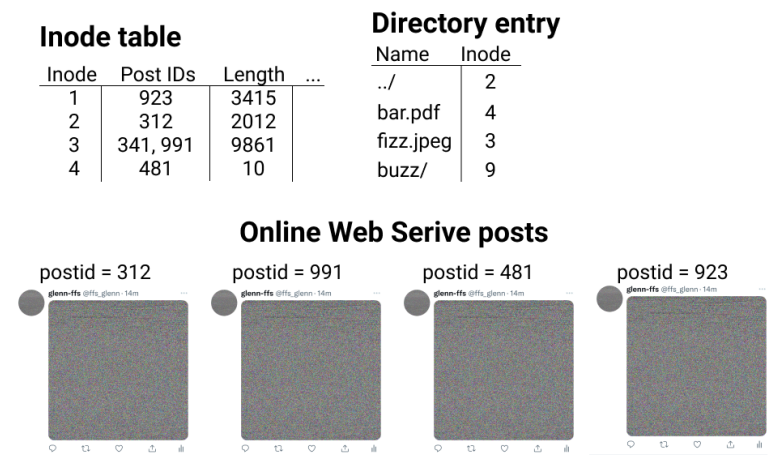 Inode table
Inode Post IDs Length ...
1 923 3415
2 312 2012
3 341, 991 9861
4 481 10
Directory entry
Name Inode
../ 2
bar.pdf 4
fizz.jpeg 3
buzz/ 9
Online Web Serive posts
postid = 312
glenn-ffs @ffs_glenn · 14m ...
postid = 991
glenn-ffs @ffs_glenn · 14m ...
postid = 481
glenn-ffs @ffs_glenn · 14m ...
postid = 923
glenn-ffs @ffs_glenn · 14m ...